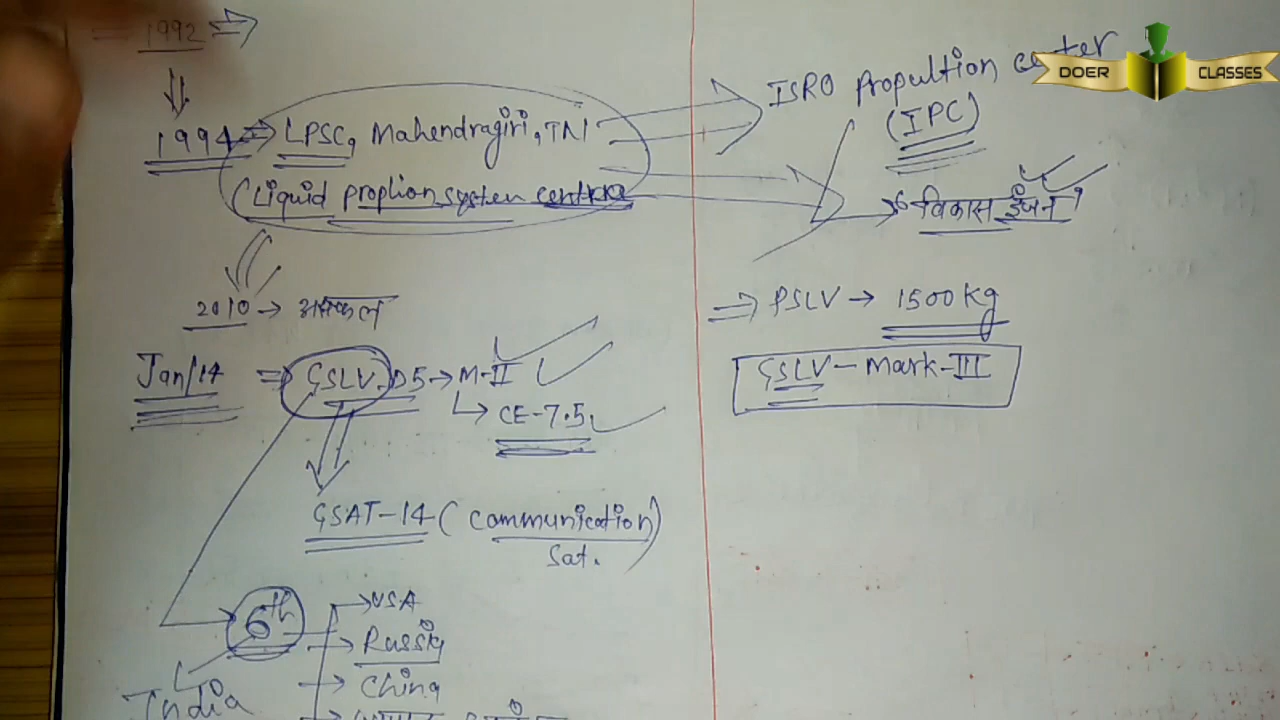 1992 ⇒
1994 ⇒ LPSC, Mahendragiri, TN
(Liquid proplion system centra
2010 → असफल
Jan/14 ⇒ GSLV-D5 → M-II
→ CE-7.5
GSAT-14 (Communication)
Sat.
6th
→ USA
→ Russia
→ China
India
ISRO Propultion center
(IPC)
"विकास इंजन"
⇒ PSLV → 1500 Kg
GSLV - Mark-III
DOER CLASSES